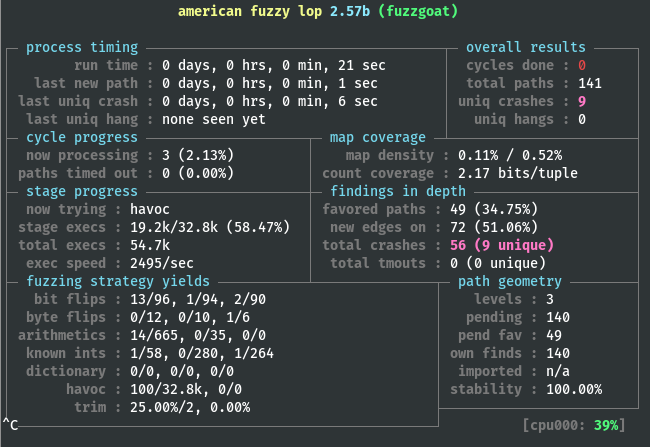 american fuzzy lop 2.57b (fuzzgoat)
process timing
overall results
run time : 0 days, 0 hrs, 0 min, 21 sec
cycles done : 0
last new path : 0 days, 0 hrs, 0 min, 1 sec
total paths : 141
last uniq crash : 0 days, 0 hrs, 0 min, 6 sec
uniq crashes : 9
last uniq hang : none seen yet
uniq hangs : 0
cycle progress
map coverage
now processing : 3 (2.13%)
map density : 0.11% / 0.52%
paths timed out : 0 (0.00%)
count coverage : 2.17 bits/tuple
stage progress
findings in depth
now trying : havoc
favored paths : 49 (34.75%)
stage execs : 19.2k/32.8k (58.47%)
new edges on : 72 (51.06%)
total execs : 54.7k
total crashes : 56 (9 unique)
exec speed : 2495/sec
total tmouts : 0 (0 unique)
fuzzing strategy yields
path geometry
bit flips : 13/96, 1/94, 2/90
levels : 3
byte flips : 0/12, 0/10, 1/6
pending : 140
arithmetics : 14/665, 0/35, 0/0
pend fav : 49
known ints : 1/58, 0/280, 1/264
own finds : 140
dictionary : 0/0, 0/0, 0/0
imported : n/a
havoc : 100/32.8k, 0/0
stability : 100.00%
trim : 25.00%/2, 0.00%
^C
[cpu000: 39%]